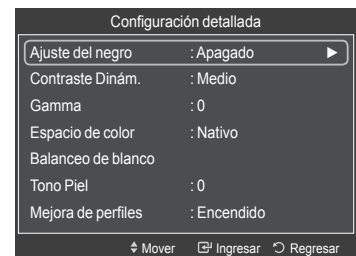 Configuración detallada
Ajuste del negro : Apagado
Contraste Dinám. : Medio
Gamma : 0
Espacio de color : Nativo
Balanceo de blanco
Tono Piel : 0
Mejora de perfiles : Encendido
Mover Ingresar Regresar